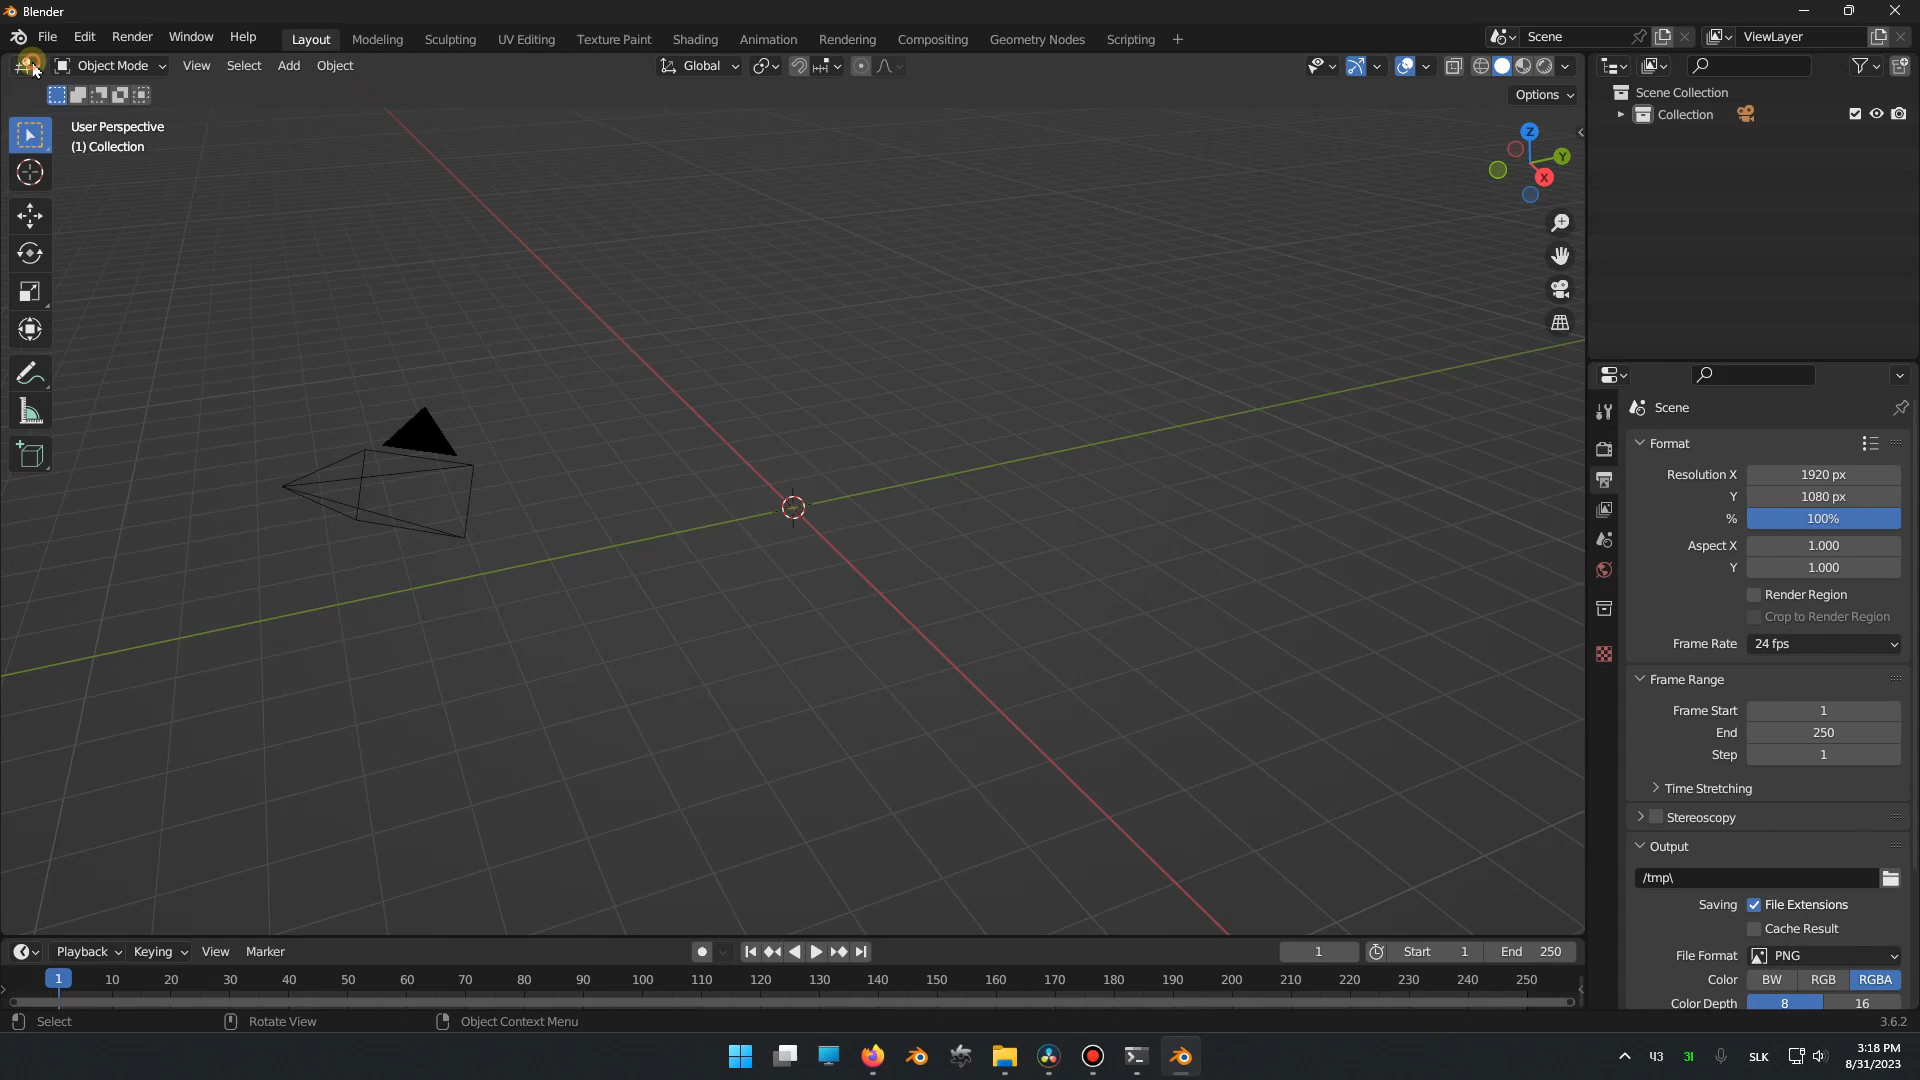 Blender
File Edit Render Window Help Layout Modeling Sculpting UV Editing Texture Paint Shading Animation Rendering Compositing Geometry Nodes Scripting + Scene ViewLayer
Object Mode View Select Add Object Global
Options
User Perspective
(1) Collection
Z
Y
X
Scene Collection
Collection
Scene
Format
Resolution X 1920 px
Y 1080 px
% 100%
Aspect X 1.000
Y 1.000
Render Region
Crop to Render Region
Frame Rate 24 fps
Frame Range
Frame Start 1
End 250
Step 1
Time Stretching
Stereoscopy
Output
/tmp\
Saving File Extensions
Cache Result
File Format PNG
Color BW RGB RGBA
Color Depth 8 16
Playback Keying View Marker 1 Start 1 End 250
1 10 20 30 40 50 60 70 80 90 100 110 120 130 140 150 160 170 180 190 200 210 220 230 240 250
Select Rotate View Object Context Menu 3.6.2
43 31 SLK 3:18 PM
8/31/2023